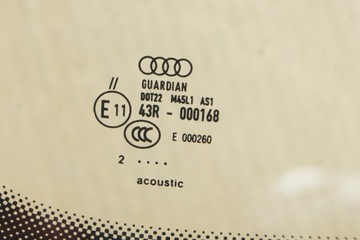 GUARDIAN
DOT22 M45L1 AS1
//
E 11 43R - 000168
CCC E 000260
2 ....
acoustic